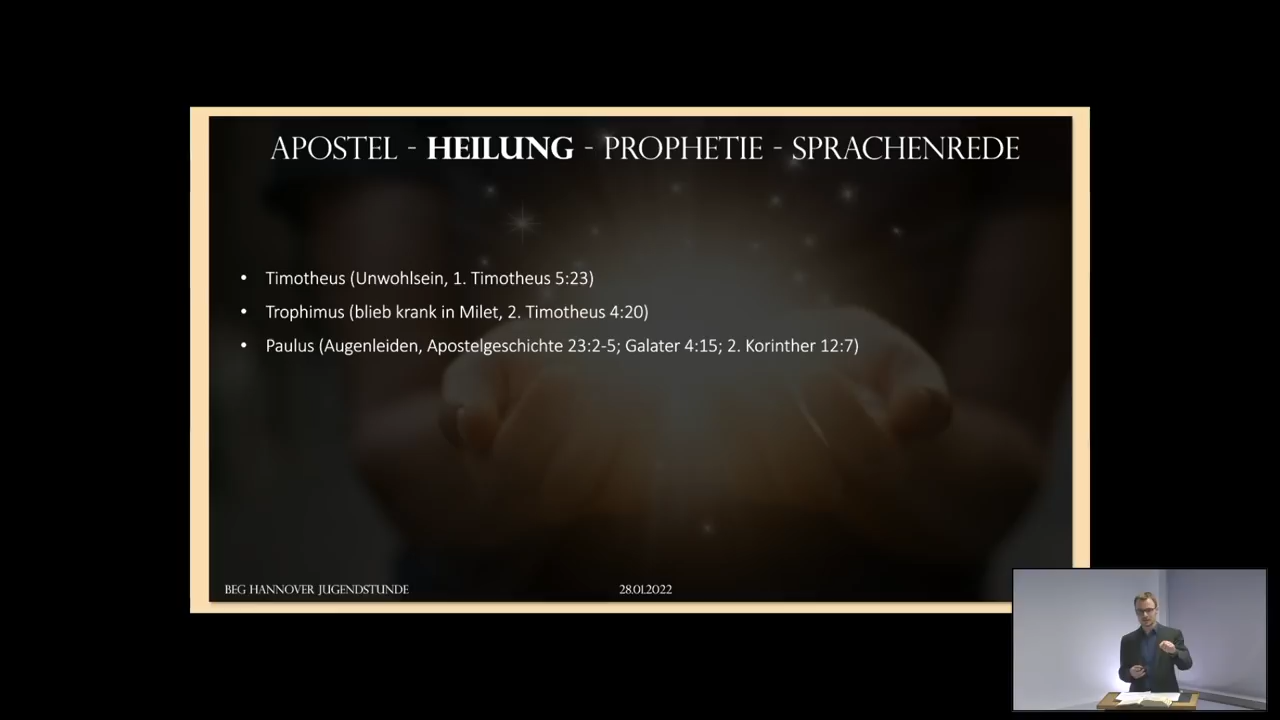 APOSTEL - HEILUNG - PROPHETIE - SPRACHENREDE
• Timotheus (Unwohlsein, 1. Timotheus 5:23)
• Trophimus (blieb krank in Milet, 2. Timotheus 4:20)
• Paulus (Augenleiden, Apostelgeschichte 23:2-5; Galater 4:15; 2. Korinther 12:7)
BEG HANNOVER JUGENDSTUNDE
28.01.2022